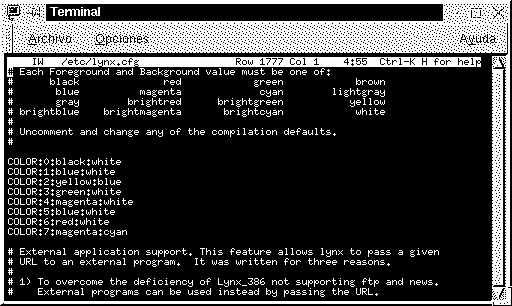 Terminal
Archivo Opciones Ayuda
IW /etc/lynx.cfg Row 1777 Col 1 4:55 Ctrl-K H for help
# Each Foreground and Background value must be one of:
# black red green brown
# blue magenta cyan lightgray
# gray brightred brightgreen yellow
# brightblue brightmagenta brightcyan white
#
# Uncomment and change any of the compilation defaults.
#
COLOR:0:black:white
COLOR:1:blue:white
COLOR:2:yellow:blue
COLOR:3:green:white
COLOR:4:magenta:white
COLOR:5:blue:white
COLOR:6:red:white
COLOR:7:magenta:cyan
# External application support. This feature allows lynx to pass a given
# URL to an external program. It was written for three reasons.
#
# 1) To overcome the deficiency of Lynx_386 not supporting ftp and news.
# External programs can be used instead by passing the URL.